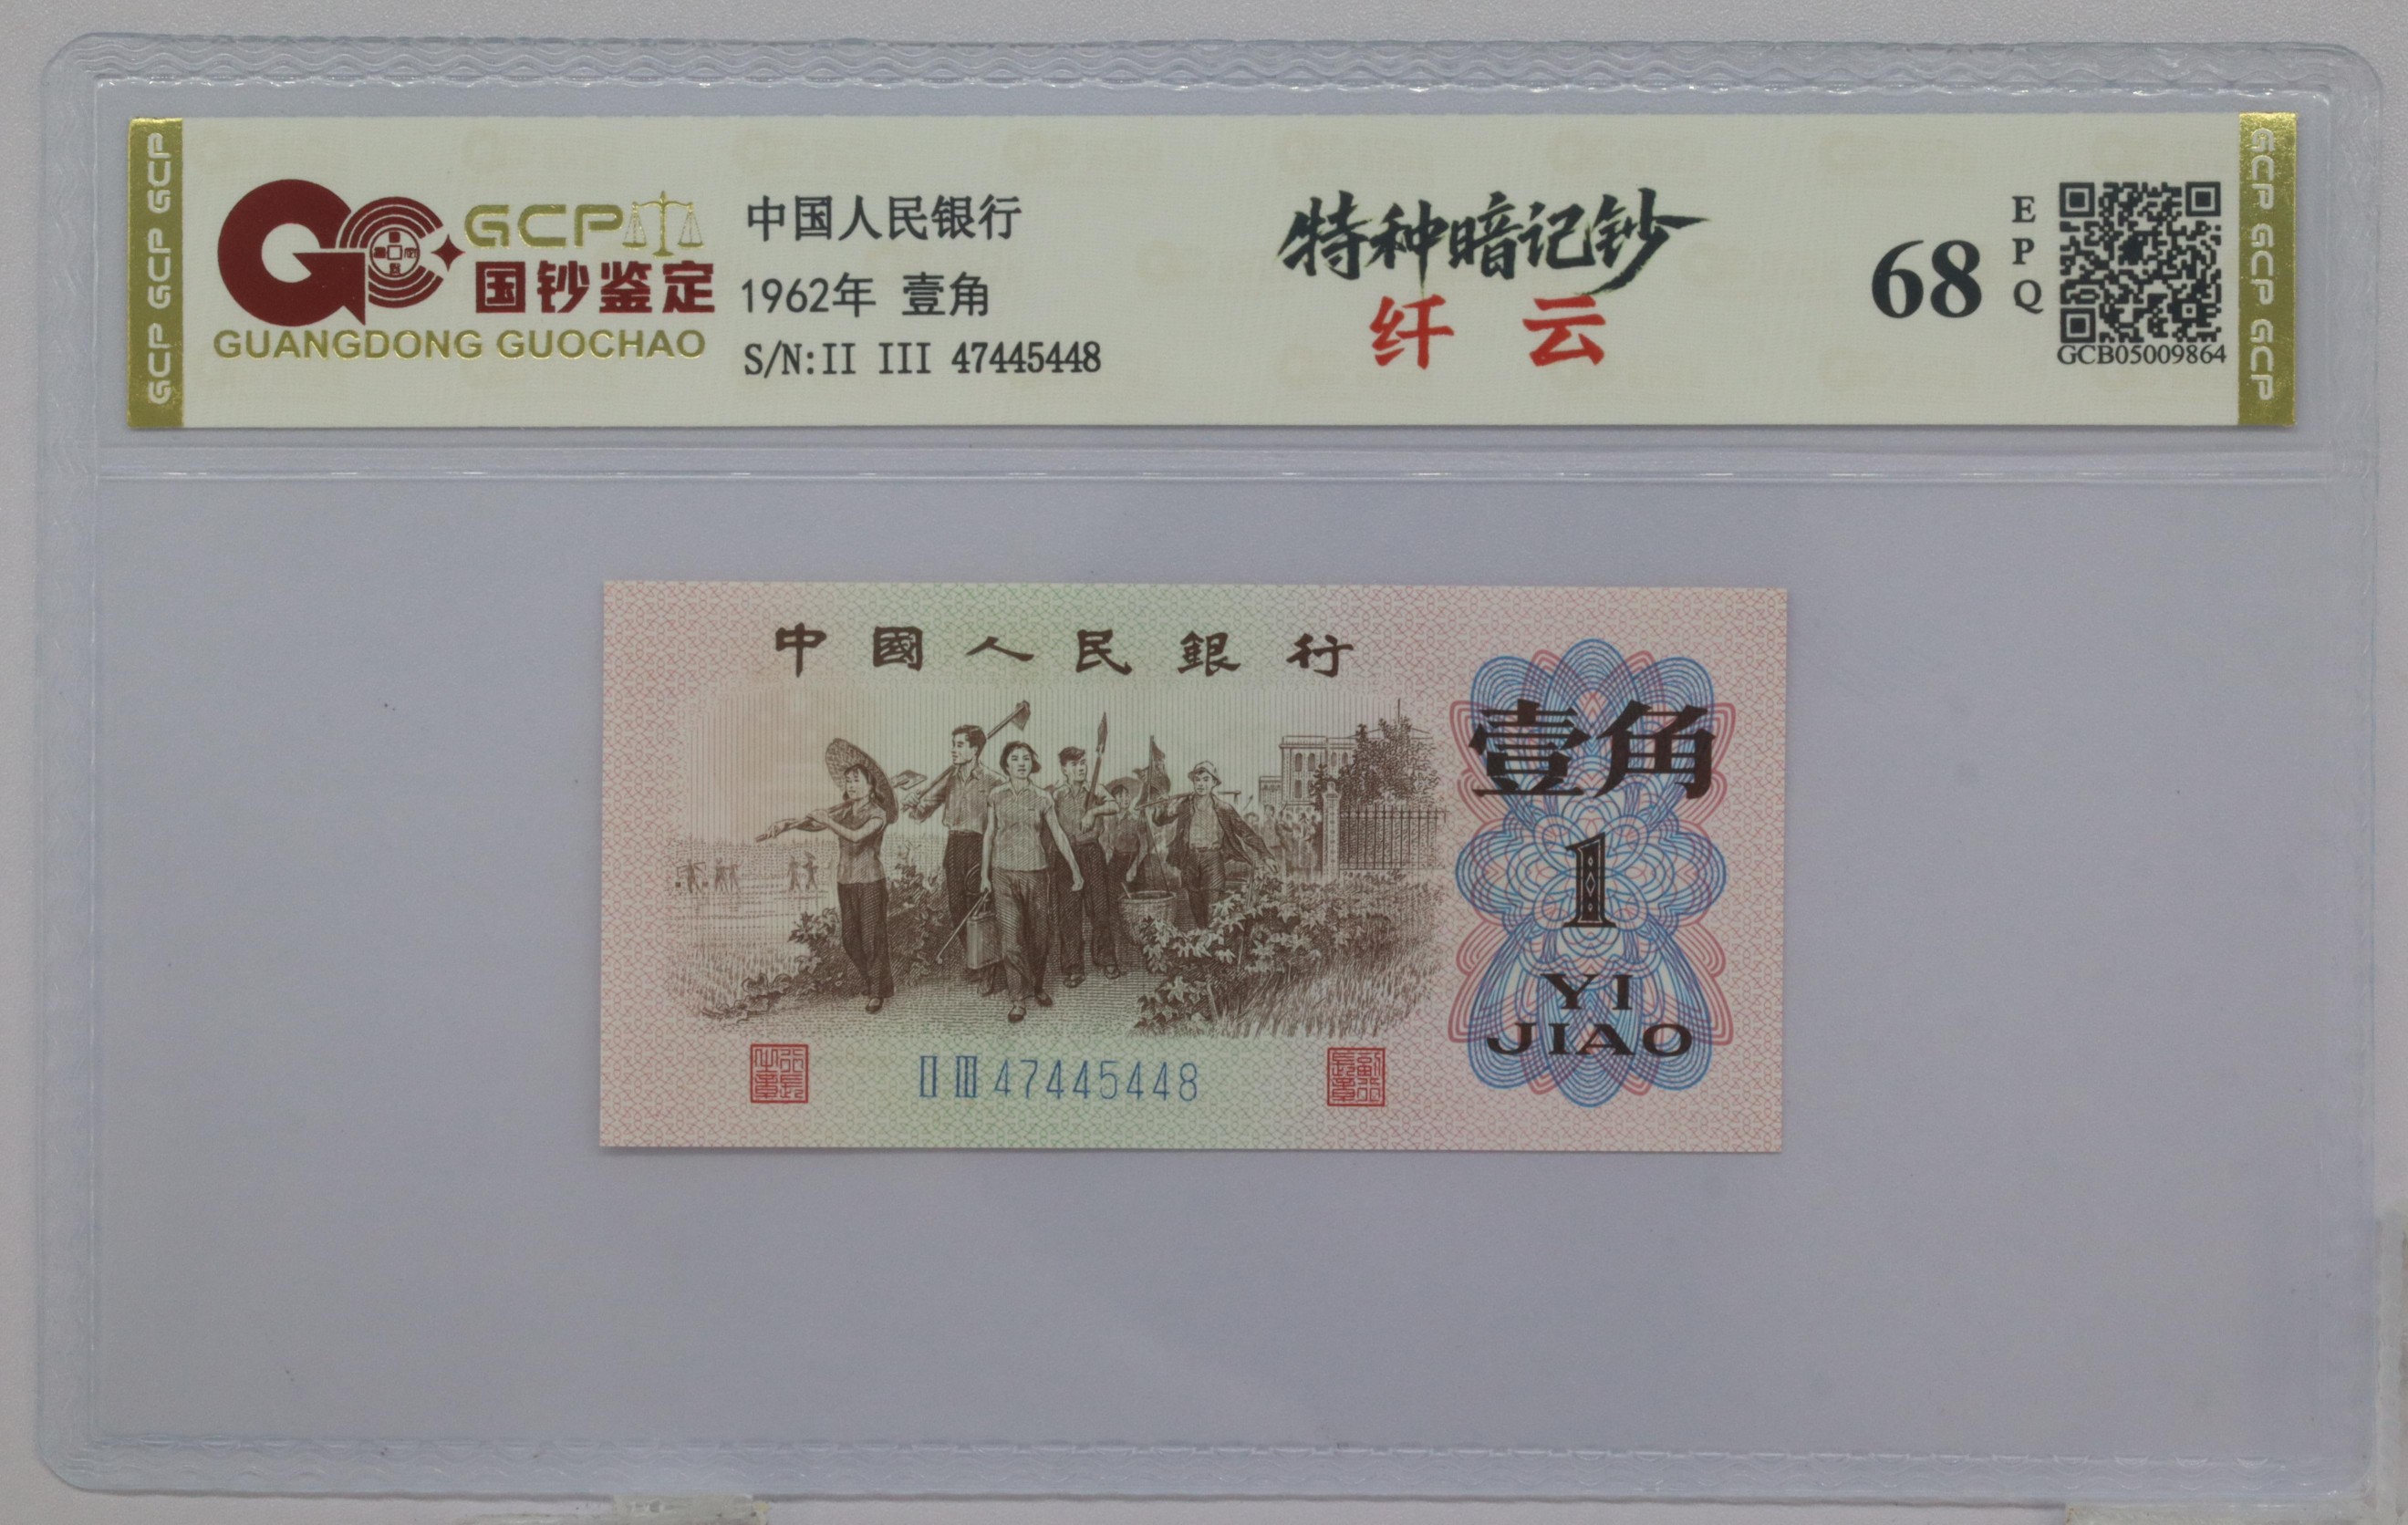 GCP GCP GCP
GCP
国钞鉴定
GUANGDONG GUOCHAO
中国人民银行
1962年 壹角
S/N:II III 47445448
特种暗记钞
纤云
68
EPQ
GCB05009864
GCP GCP GCP
中國人民銀行
壹角
1
YI
JIAO
II III 47445448